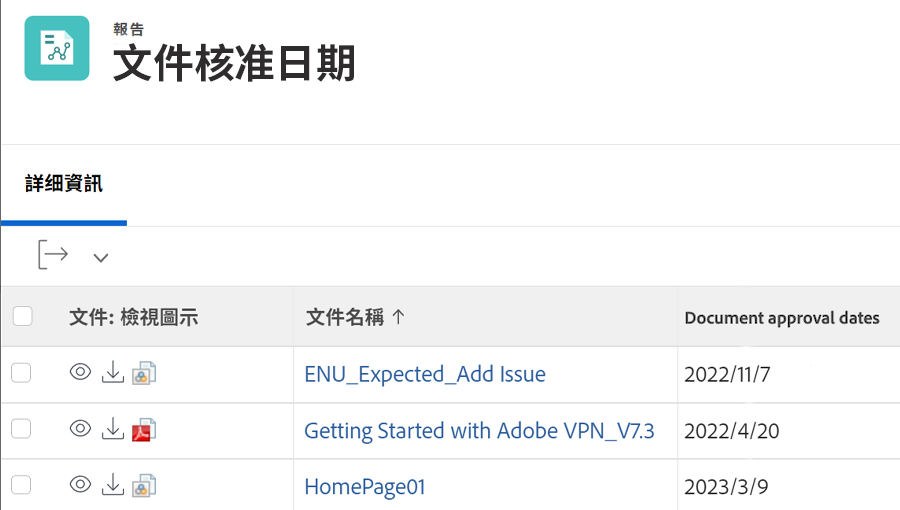 報告
文件核准日期
詳細資訊
文件: 檢視圖示 文件名稱 ↑ Document approval dates
ENU_Expected_Add Issue 2022/11/7
Getting Started with Adobe VPN_V7.3 2022/4/20
HomePage01 2023/3/9